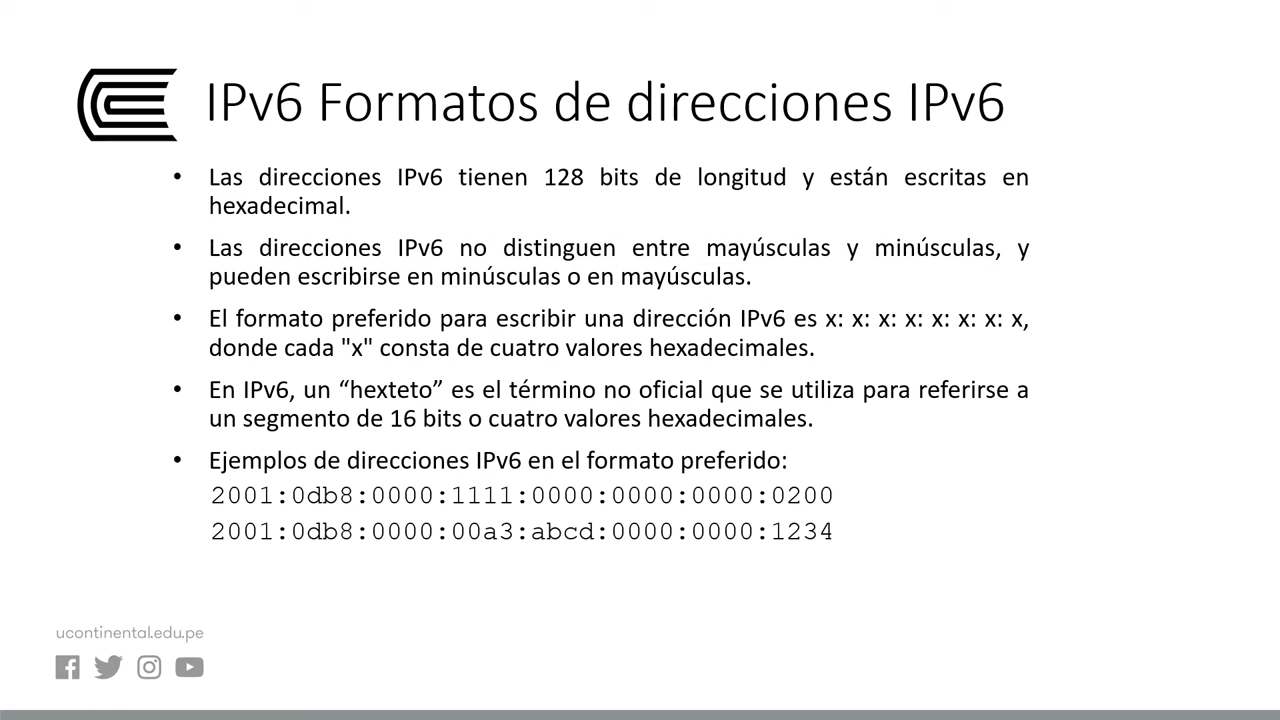 IPv6 Formatos de direcciones IPv6
• Las direcciones IPv6 tienen 128 bits de longitud y están escritas en
hexadecimal.
• Las direcciones IPv6 no distinguen entre mayúsculas y minúsculas, y
pueden escribirse en minúsculas o en mayúsculas.
• El formato preferido para escribir una dirección IPv6 es x: x: x: x: x: x: x: x,
donde cada "x" consta de cuatro valores hexadecimales.
• En IPv6, un “hexteto” es el término no oficial que se utiliza para referirse a
un segmento de 16 bits o cuatro valores hexadecimales.
• Ejemplos de direcciones IPv6 en el formato preferido:
2001:0db8:0000:1111:0000:0000:0000:0200
2001:0db8:0000:00a3:abcd:0000:0000:1234
ucontinental.edu.pe